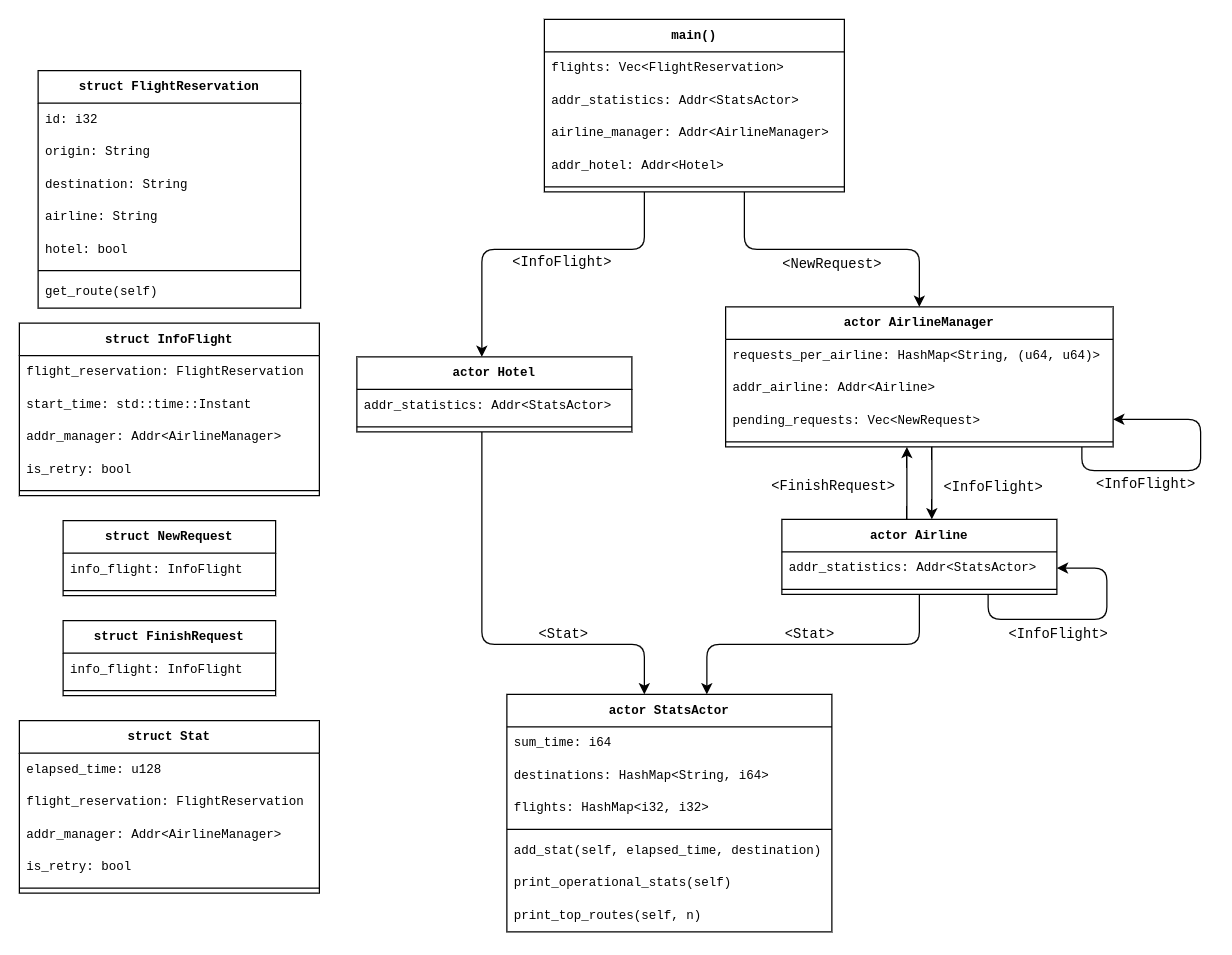 struct FlightReservation
id: i32
origin: String
destination: String
airline: String
hotel: bool
get_route(self)
struct InfoFlight
flight_reservation: FlightReservation
start_time: std::time::Instant
addr_manager: Addr<AirlineManager>
is_retry: bool
struct NewRequest
info_flight: InfoFlight
struct FinishRequest
info_flight: InfoFlight
struct Stat
elapsed_time: u128
flight_reservation: FlightReservation
addr_manager: Addr<AirlineManager>
is_retry: bool
main()
flights: Vec<FlightReservation>
addr_statistics: Addr<StatsActor>
airline_manager: Addr<AirlineManager>
addr_hotel: Addr<Hotel>
<InfoFlight>
<NewRequest>
actor Hotel
addr_statistics: Addr<StatsActor>
actor AirlineManager
requests_per_airline: HashMap<String, (u64, u64)>
addr_airline: Addr<Airline>
pending_requests: Vec<NewRequest>
<InfoFlight>
<FinishRequest>
<InfoFlight>
actor Airline
addr_statistics: Addr<StatsActor>
<InfoFlight>
<Stat>
<Stat>
actor StatsActor
sum_time: i64
destinations: HashMap<String, i64>
flights: HashMap<i32, i32>
add_stat(self, elapsed_time, destination)
print_operational_stats(self)
print_top_routes(self, n)